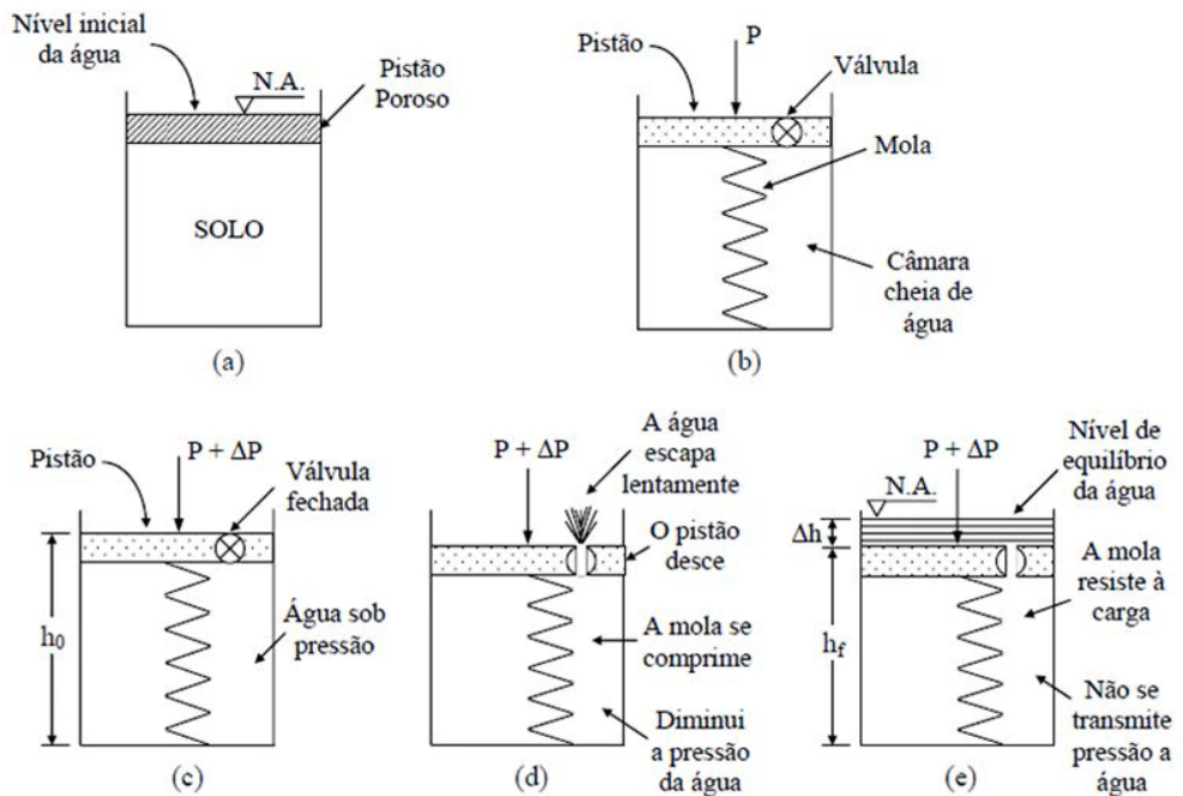 Nível inicial
da água
N.A.
Pistão
Poroso
SOLO
(a)
Pistão
P
Válvula
Mola
Câmara
cheia de
água
(b)
Pistão
P + ΔP
Válvula
fechada
h0
Água sob
pressão
(c)
P + ΔP
A água
escapa
lentamente
O pistão
desce
A mola se
comprime
Diminui
a pressão
da água
(d)
N.A.
P + ΔP
Nível de
equilíbrio
da água
Δh
hf
A mola
resiste à
carga
Não se
transmite
pressão a
água
(e)